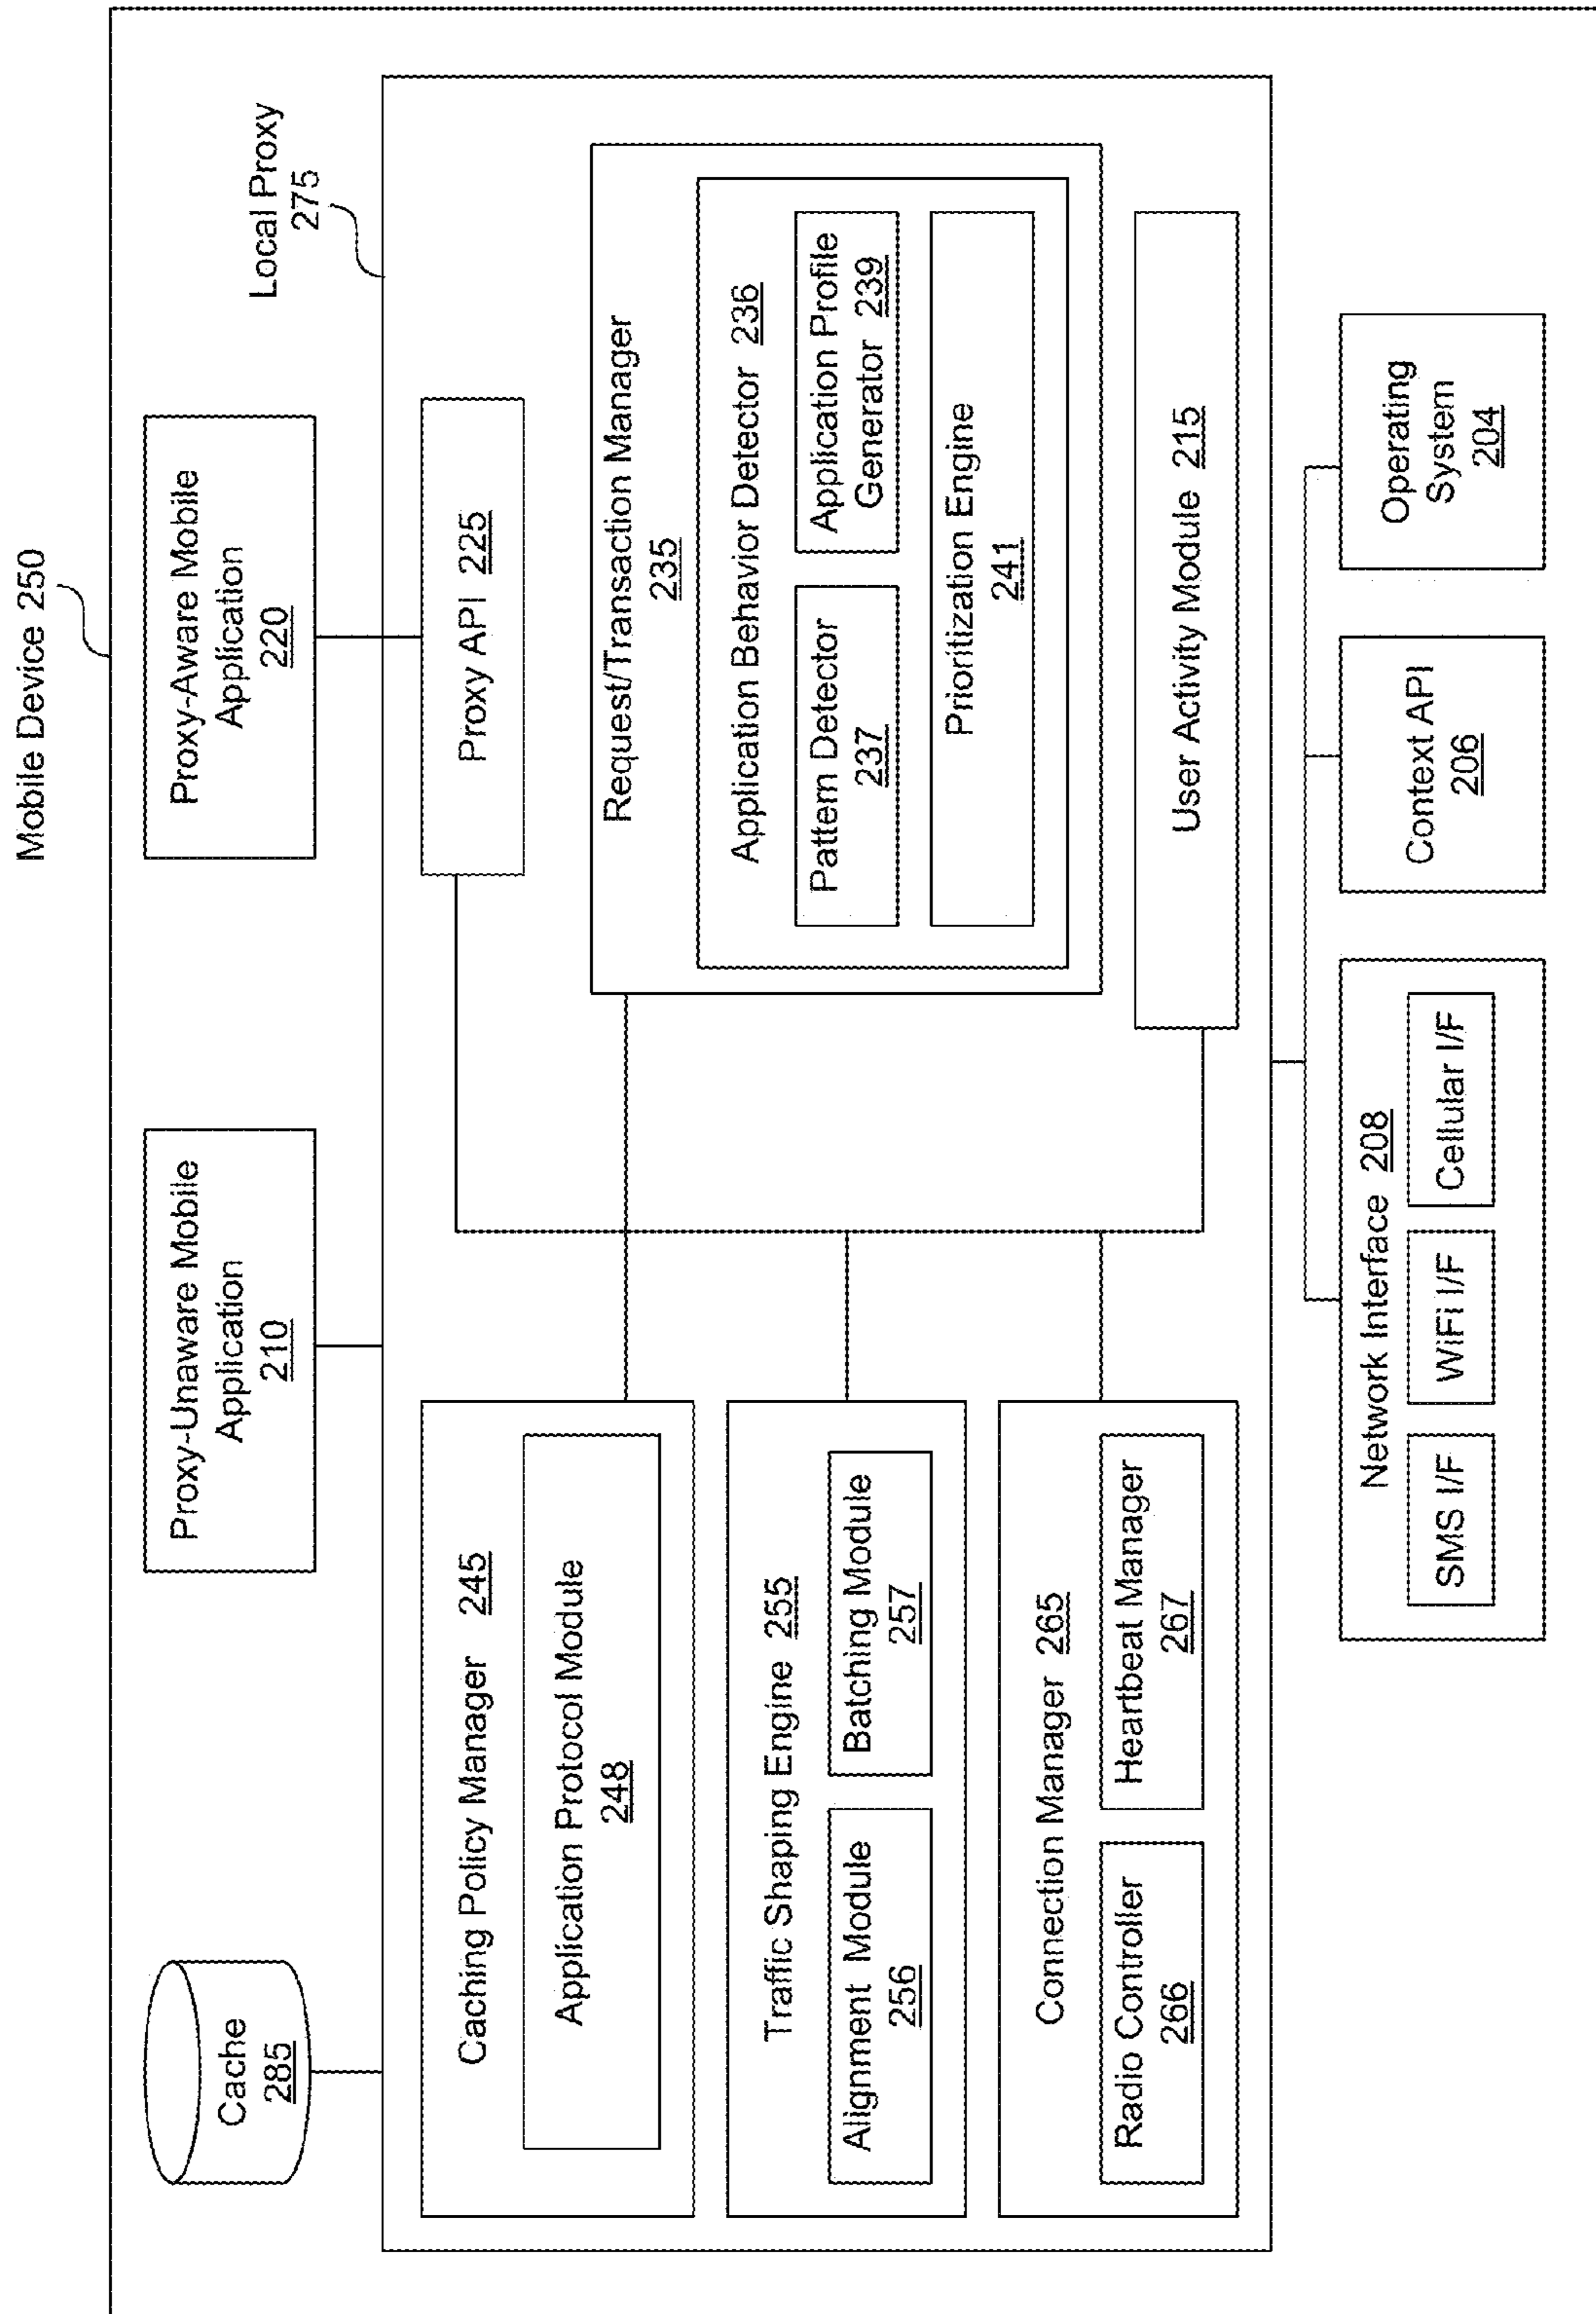 Mobile Device 250
Local Proxy
275
Cache
285
Proxy-Unaware Mobile
Application
210
Proxy-Aware Mobile
Application
220
Caching Policy Manager 245
Application Protocol Module
248
Proxy API 225
Traffic Shaping Engine 255
Alignment Module
256
Batching Module
257
Request/Transaction Manager
235
Application Behavior Detector 236
Pattern Detector
237
Application Profile
Generator 239
Prioritization Engine
241
Connection Manager 265
Radio Controller
266
Heartbeat Manager
267
User Activity Module 215
Network Interface 208
SMS I/F
WiFi I/F
Cellular I/F
Context API
206
Operating
System
204